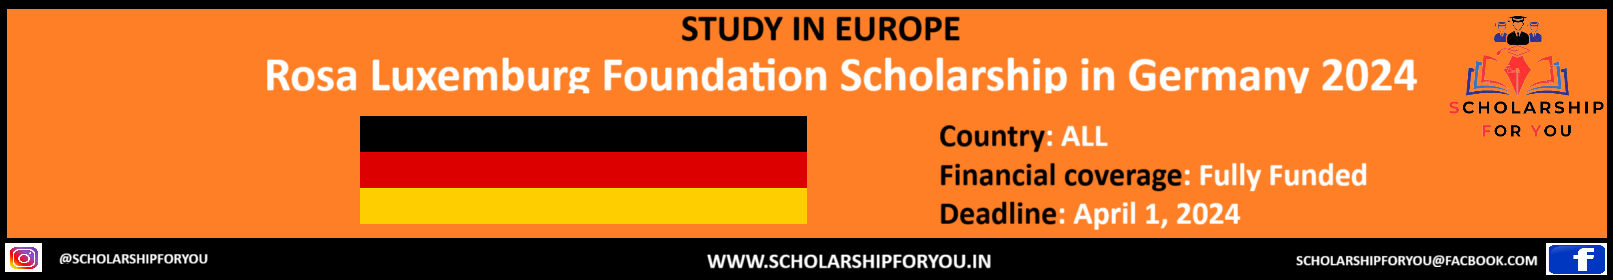 STUDY IN EUROPE
Rosa Luxemburg Foundation Scholarship in Germany 2024
SCHOLARSHIP
FOR YOU
Country: ALL
Financial coverage: Fully Funded
Deadline: April 1, 2024
@SCHOLARSHIPFORYOU
WWW.SCHOLARSHIPFORYOU.IN
SCHOLARSHIPFORYOU@FACBOOK.COM